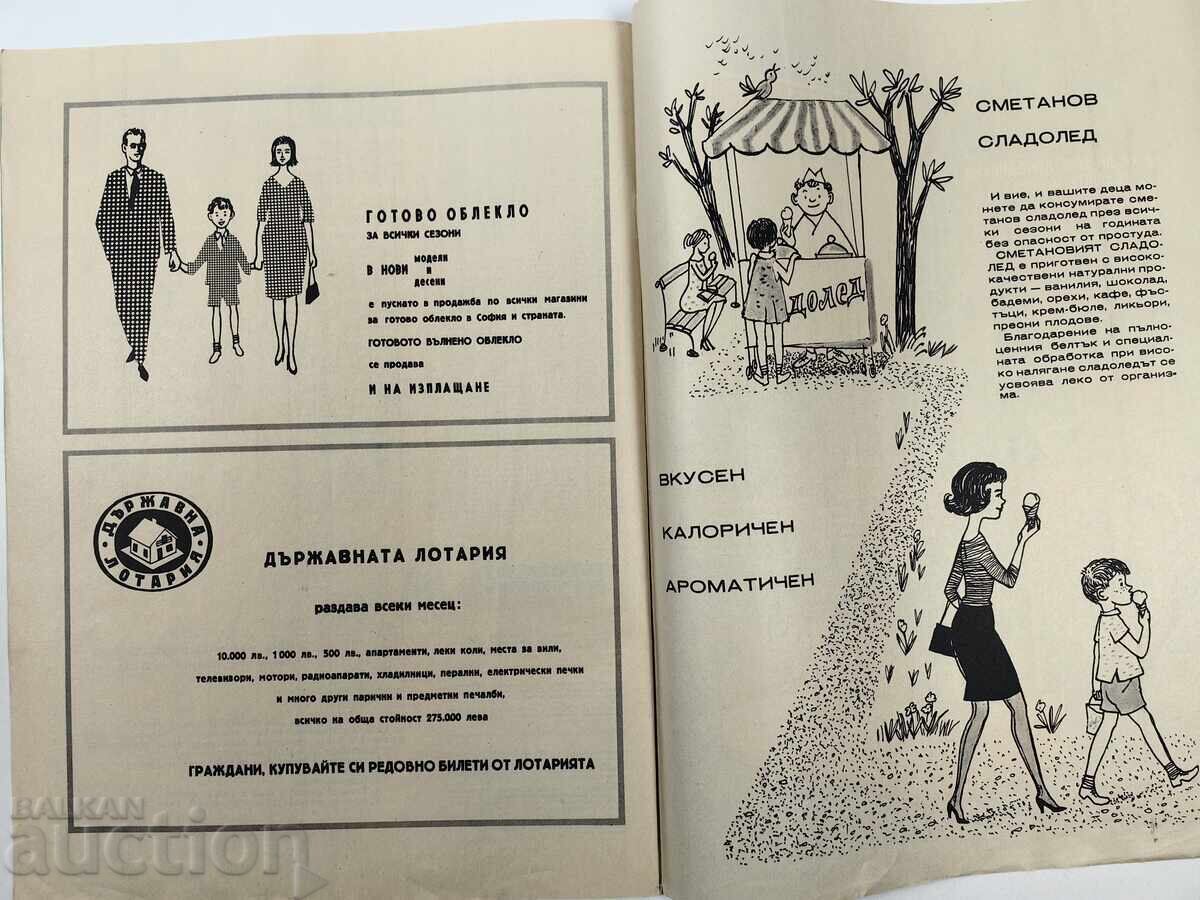 ГОТОВО ОБЛЕКЛО
ЗА ВСИЧКИ СЕЗОНИ
В НОВИ модели и десени
е пуснато в продажба по всички магазини
за готово облекло в София и страната.
ГОТОВОТО ВЪЛНЕНО ОБЛЕКЛО
се продава
И НА ИЗПЛАЩАНЕ
ДЪРЖАВНА
ЛОТАРИЯ
ДЪРЖАВНАТА ЛОТАРИЯ
раздава всеки месец:
10.000 лв., 1 000 лв., 500 лв., апартаменти, леки коли, места за вили,
телевизори, мотори, радиоапарати, хладилници, перални, електрически печки
и много други парични и предметни печалби,
всичко на обща стойност 275.000 лева
ГРАЖДАНИ, КУПУВАЙТЕ СИ РЕДОВНО БИЛЕТИ ОТ ЛОТАРИЯТА
BALKAN
auction
ДОЛЕД
СМЕТАНОВ
СЛАДОЛЕД
И вие, и вашите деца мо-
жете да консумирате сме-
танов сладолед през всич-
ки сезони на годината
без опасност от простуда.
СМЕТАНОВИЯТ СЛАДО-
ЛЕД е приготвен с високо-
качествени натурални про-
дукти — ванилия, шоколад,
бадеми, орехи, кафе, фъс-
тъци, крем-бюле, ликьори,
пресни плодове.
Благодарение на пълно-
ценния белтък и специал-
ната обработка при висо-
ко налягане сладоледът се
усвоява леко от организ-
ма.
ВКУСЕН
КАЛОРИЧЕН
АРОМАТИЧЕН